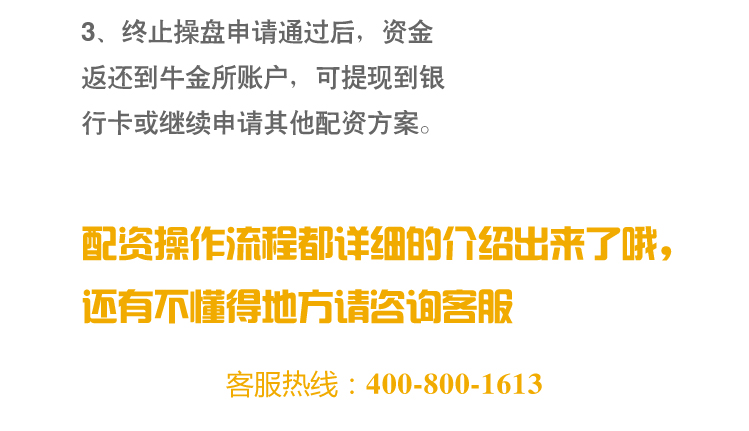 3、终止操盘申请通过后，资金
返还到牛金所账户，可提现到银
行卡或继续申请其他配资方案。
配资操作流程都详细的介绍出来了哦，
还有不懂得地方请咨询客服
客服热线：400-800-1613